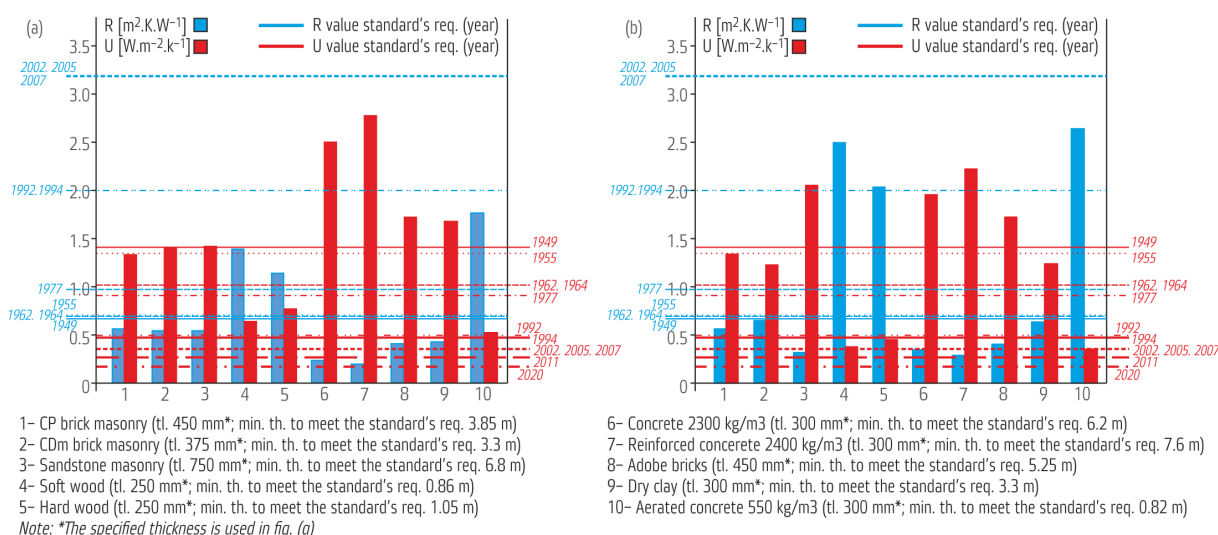 (a)
R [m².K.W⁻¹]
U [W.m⁻².k⁻¹]
R value standard's req. (year)
U value standard's req. (year)
3.5
3.0
2.5
2.0
1.5
1.0
0.5
0
2002. 2005
2007
1992.1994
1977
1955
1962. 1964
1949
1949
1955
1962. 1964
1977
1992
1994
2002. 2005. 2007
2011
2020
1 2 3 4 5 6 7 8 9 10
(b)
R [m².K.W⁻¹]
U [W.m⁻².k⁻¹]
R value standard's req. (year)
U value standard's req. (year)
3.5
3.0
2.5
2.0
1.5
1.0
0.5
0
2002. 2005
2007
1992.1994
1977
1955
1962. 1964
1949
1949
1955
1962. 1964
1977
1992
1994
2002. 2005. 2007
2011
2020
1 2 3 4 5 6 7 8 9 10
1– CP brick masonry (tl. 450 mm*; min. th. to meet the standard's req. 3.85 m)
2– CDm brick masonry (tl. 375 mm*; min. th. to meet the standard's req. 3.3 m)
3– Sandstone masonry (tl. 750 mm*; min. th. to meet the standard's req. 6.8 m)
4– Soft wood (tl. 250 mm*; min. th. to meet the standard's req. 0.86 m)
5– Hard wood (tl. 250 mm*; min. th. to meet the standard's req. 1.05 m)
Note: *The specified thickness is used in fig. (a)
6– Concrete 2300 kg/m3 (tl. 300 mm*; min. th. to meet the standard's req. 6.2 m)
7– Reinforced concerete 2400 kg/m3 (tl. 300 mm*; min. th. to meet the standard's req. 7.6 m)
8– Adobe bricks (tl. 450 mm*; min. th. to meet the standard's req. 5.25 m)
9– Dry clay (tl. 300 mm*; min. th. to meet the standard's req. 3.3 m)
10– Aerated concrete 550 kg/m3 (tl. 300 mm*; min. th. to meet the standard's req. 0.82 m)